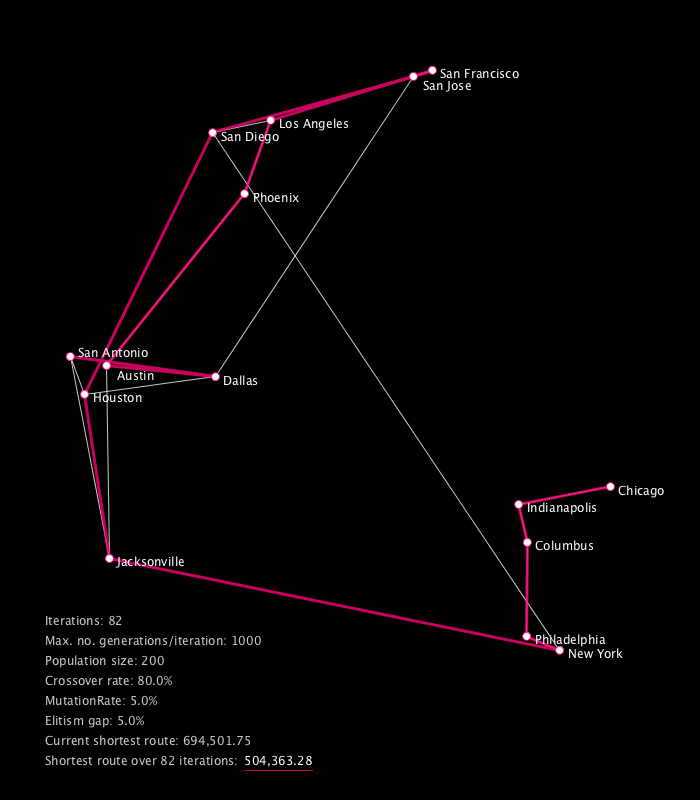 San Francisco
San Jose
Los Angeles
San Diego
Phoenix
San Antonio
Austin
Dallas
Houston
Chicago
Indianapolis
Columbus
Jacksonville
Philadelphia
New York
Iterations: 82
Max. no. generations/iteration: 1000
Population size: 200
Crossover rate: 80.0%
MutationRate: 5.0%
Elitism gap: 5.0%
Current shortest route: 694,501.75
Shortest route over 82 iterations: 504,363.28